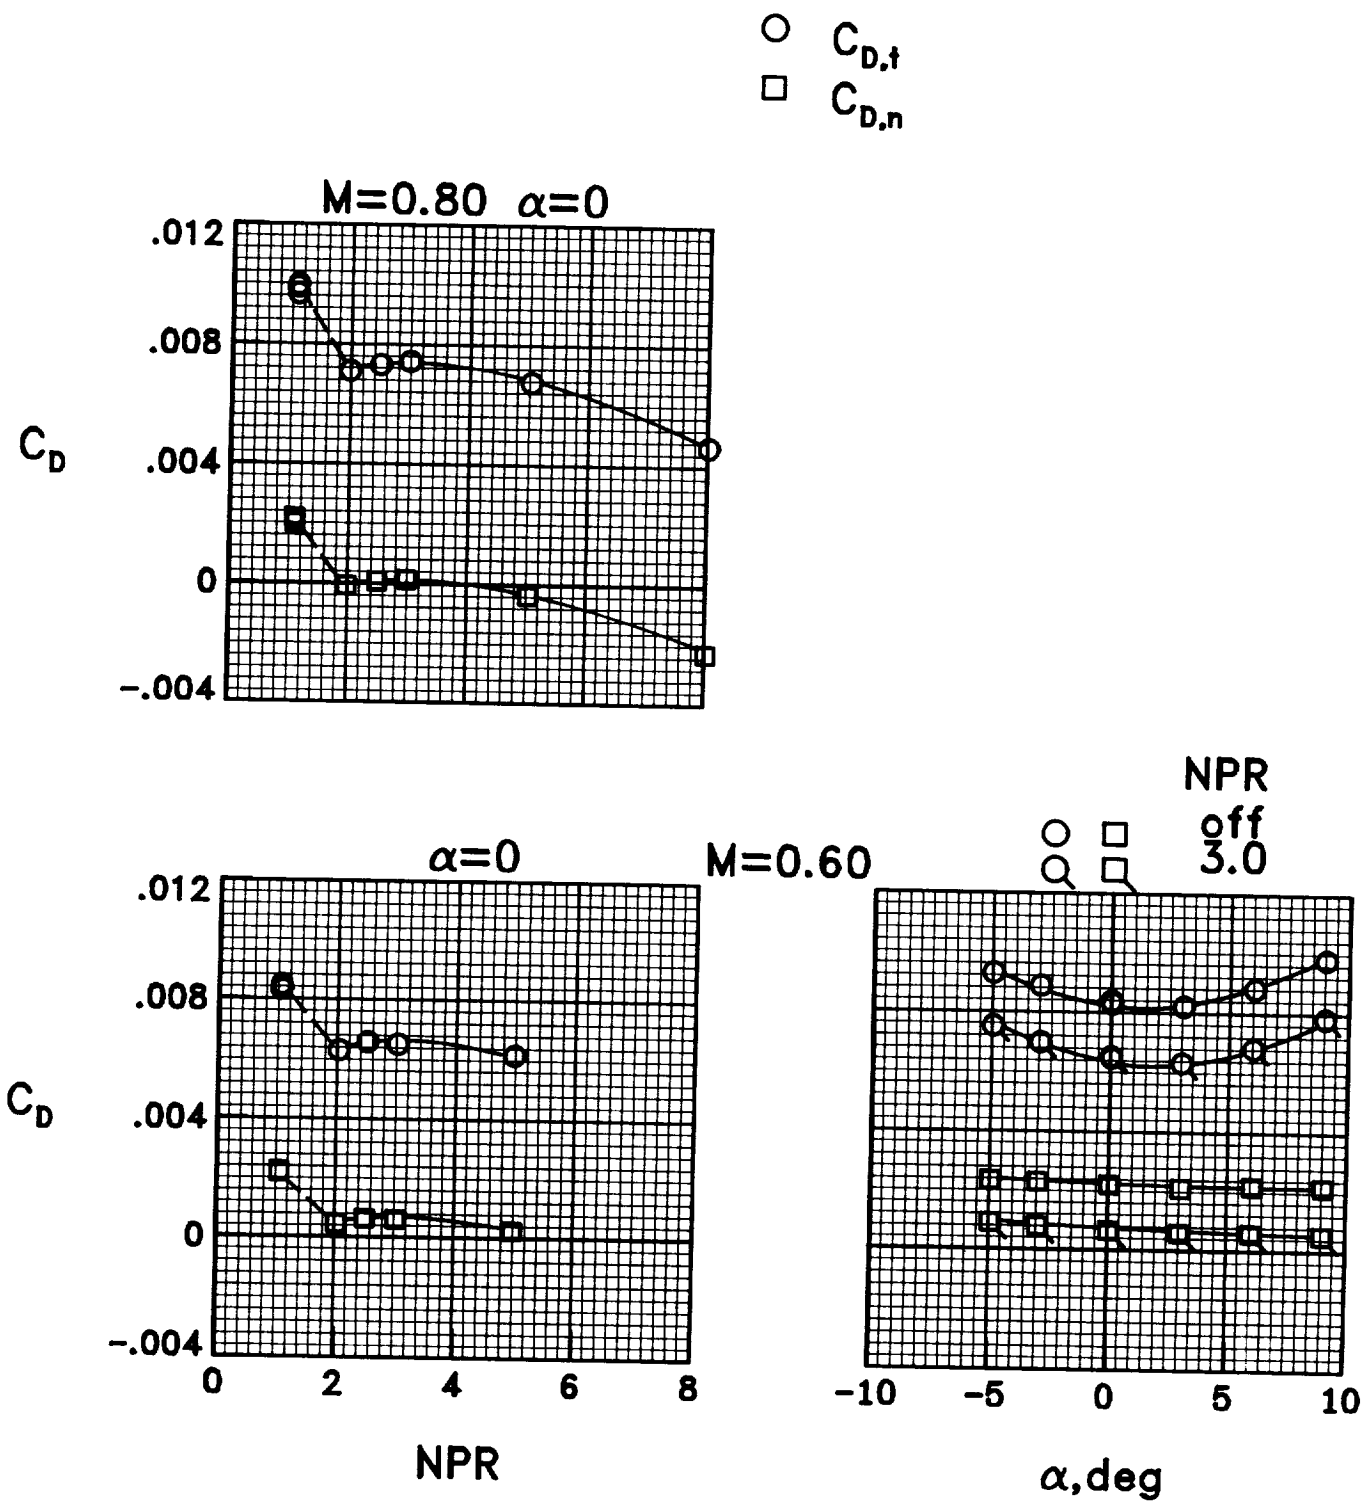 C_D,t
C_D,n
M=0.80 α=0
.012
.008
.004
0
-.004
C_D
NPR
off
3.0
α=0
M=0.60
.012
.008
.004
0
-.004
C_D
0 2 4 6 8
NPR
-10 -5 0 5 10
α,deg